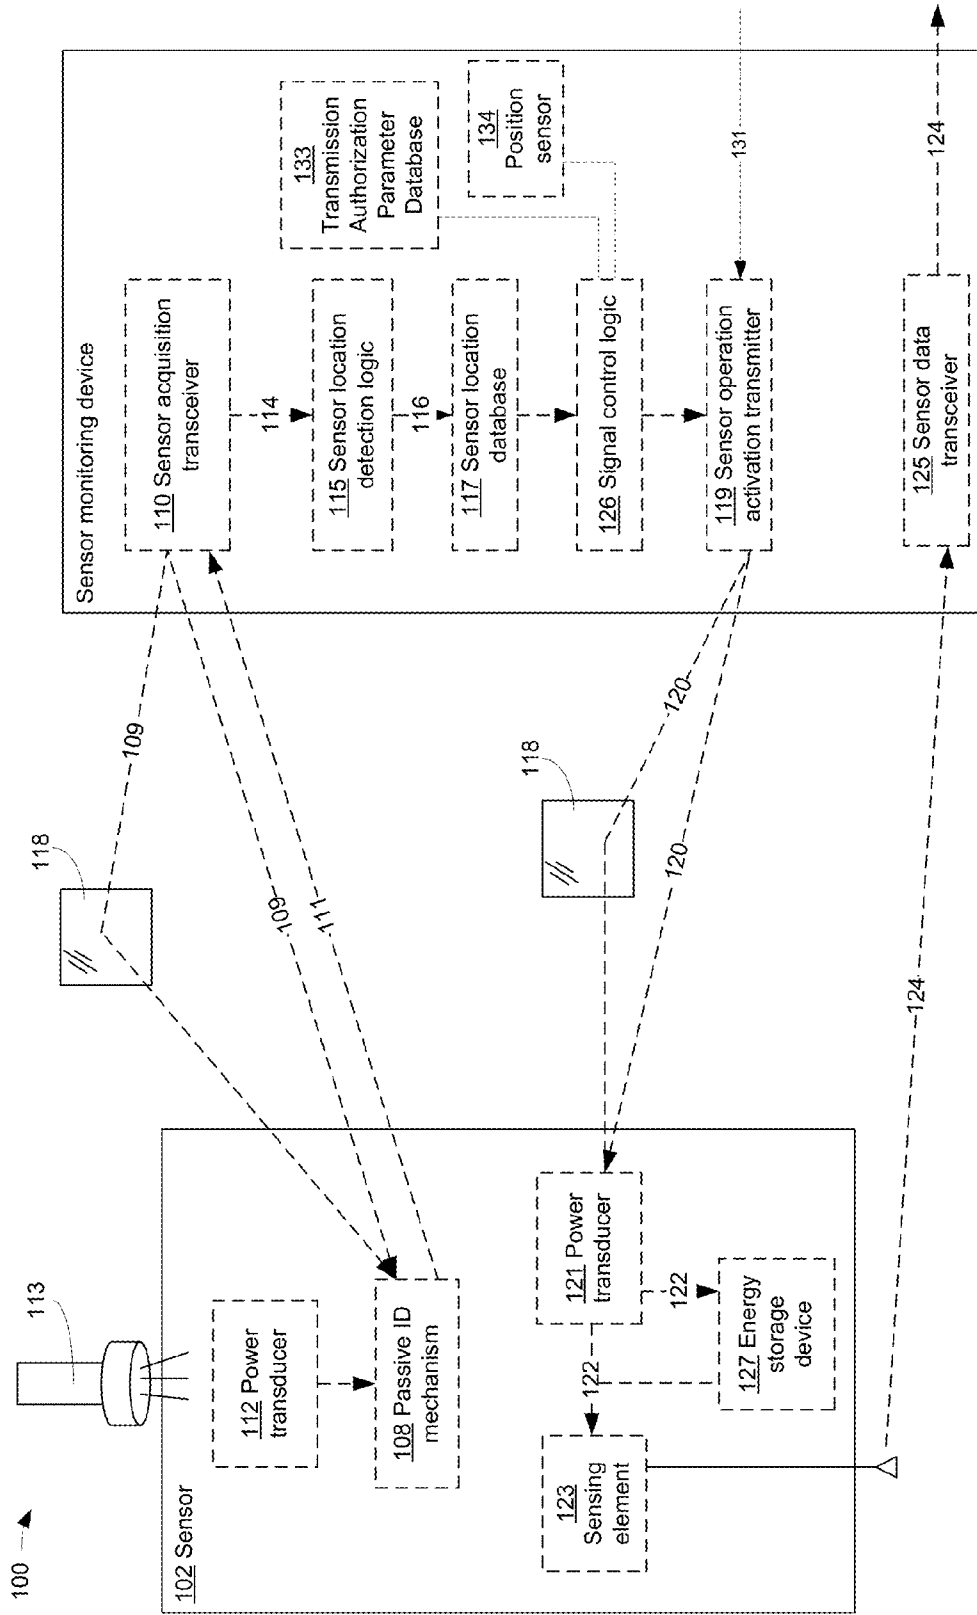 100
113
102 Sensor
112 Power
transducer
108 Passive ID
mechanism
123
Sensing
element
122
121 Power
transducer
122
127 Energy
storage
device
118
109
109
111
118
120
120
124
Sensor monitoring device
110 Sensor acquisition
transceiver
114
115 Sensor location
detection logic
116
117 Sensor location
database
126 Signal control logic
119 Sensor operation
activation transmitter
125 Sensor data
transceiver
133
Transmission
Authorization
Parameter
Database
134
Position
sensor
131
124